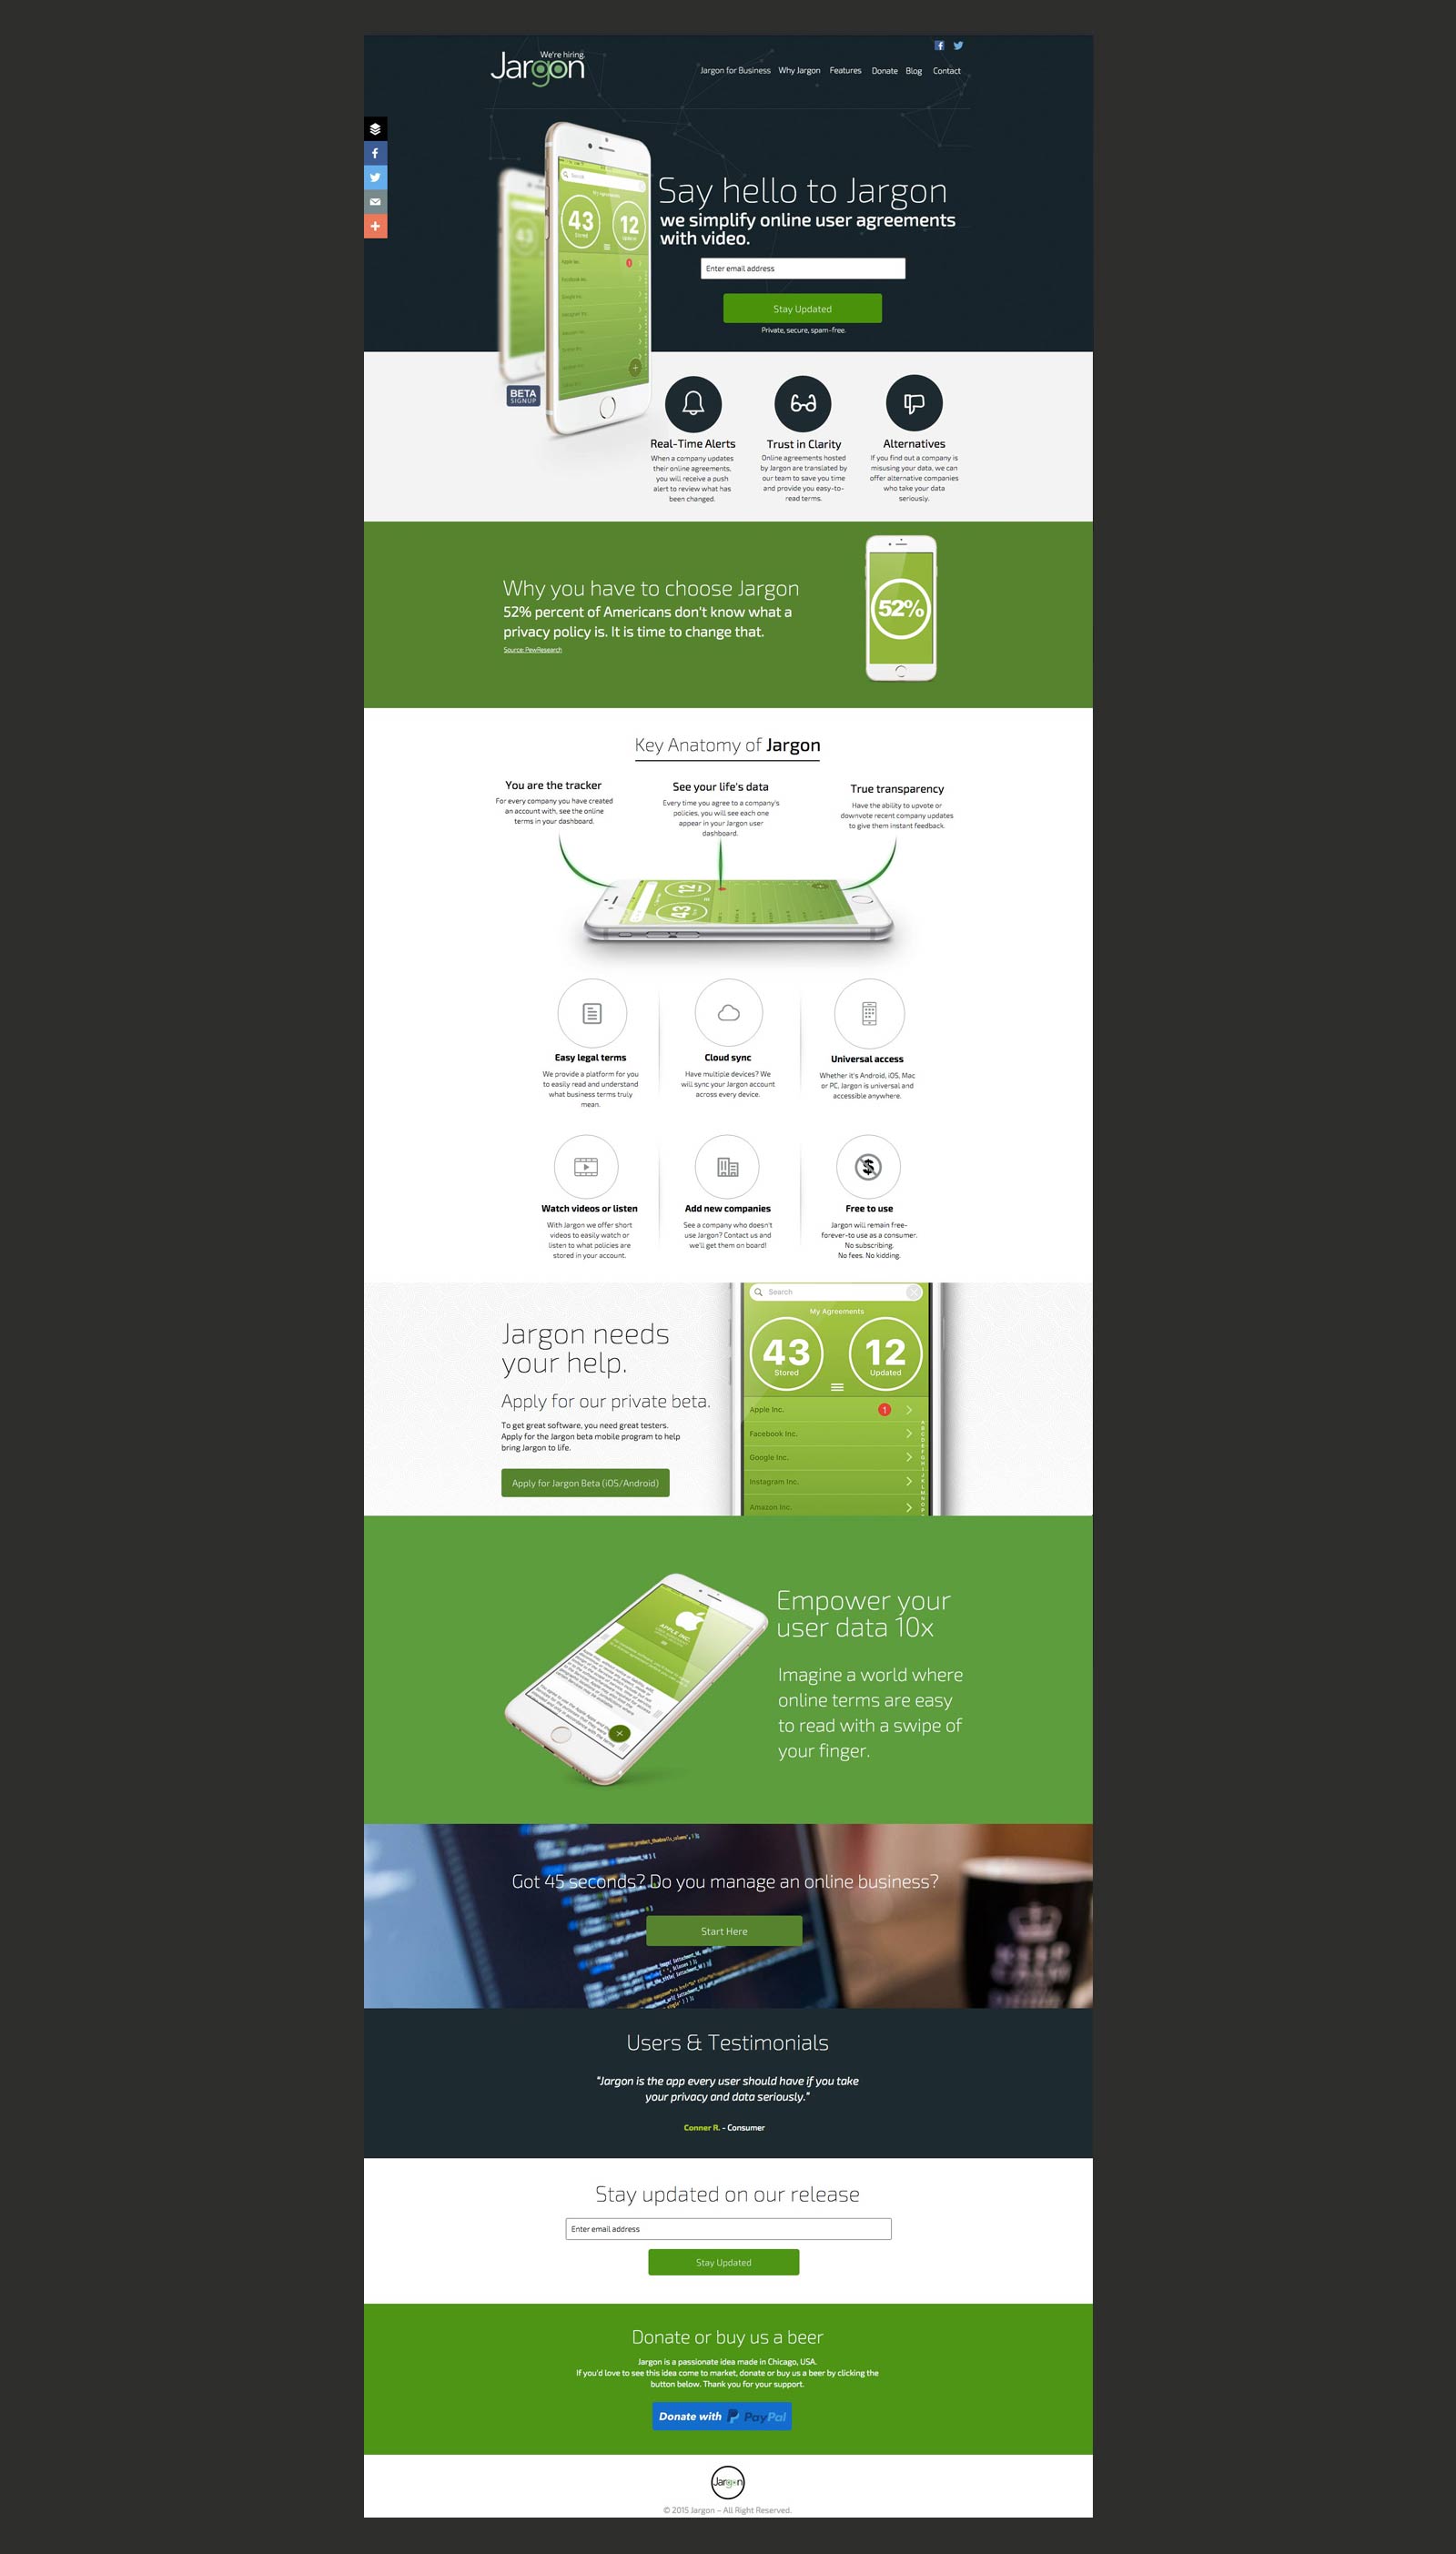 We're hiring.
Jargon
Jargon for Business Why Jargon Features Donate Blog Contact
Search
My Agreements
43
12
Stored
43
Apple Inc.
1
Facebook Inc.
Google Inc.
Say hello to Jargon
we simplify online user agreements
with video.
Enter email address
Stay Updated
Private, secure, spam-free.
BETA
SIGNUP
Real-Time Alerts
When a company updates
their online agreements,
you will receive a push
alert to review what has
been changed.
Trust in Clarity
Online agreements hosted
by Jargon are translated by
our team to save you time
and provide you easy-to-
read terms.
Alternatives
If you find out a company is
misusing your data, we can
offer alternative companies
who take your data
seriously.
Why you have to choose Jargon
52% percent of Americans don't know what a
privacy policy is. It is time to change that.
Source: PewResearch
52%
Key Anatomy of Jargon
You are the tracker
For every company you have created
an account with, see the online
terms in your dashboard.
See your life's data
Every time you agree to a company's
policies, you will see each one
appear in your Jargon user
dashboard.
True transparency
Have the ability to upvote or
downvote recent company updates
to give them instant feedback.
12
43
Easy legal terms
We provide a platform for you
to easily read and understand
what business terms truly
mean.
Cloud sync
Have multiple devices? We
will sync your Jargon account
across every device.
Universal access
Whether it's Android, iOS, Mac
or PC, Jargon is universal and
accessible anywhere.
Watch videos or listen
With Jargon we offer short
videos to easily watch or
listen to what policies are
stored in your account.
Add new companies
See a company who doesn't
use Jargon? Contact us and
we'll get them on board!
$
Free to use
Jargon will remain free-
forever-to use as a consumer.
No subscribing.
No fees. No kidding.
Jargon needs
your help.
Apply for our private beta.
To get great software, you need great testers.
Apply for the Jargon beta mobile program to help
bring Jargon to life.
Apply for Jargon Beta (iOS/Android)
Search
My Agreements
43
Stored
12
Updated
Apple Inc.
1
Facebook Inc.
Google Inc.
Instagram Inc.
Amazon Inc.
APPLE INC.
Empower your
user data 10x
Imagine a world where
online terms are easy
to read with a swipe of
your finger.
Got 45 seconds? Do you manage an online business?
Start Here
KEEP
Users & Testimonials
"Jargon is the app every user should have if you take
your privacy and data seriously."
Conner R. - Consumer
Stay updated on our release
Enter email address
Stay Updated
Donate or buy us a beer
Jargon is a passionate idea made in Chicago, USA.
If you'd love to see this idea come to market, donate or buy us a beer by clicking the
button below. Thank you for your support.
Donate with PayPal
Jargon
© 2015 Jargon – All Right Reserved.